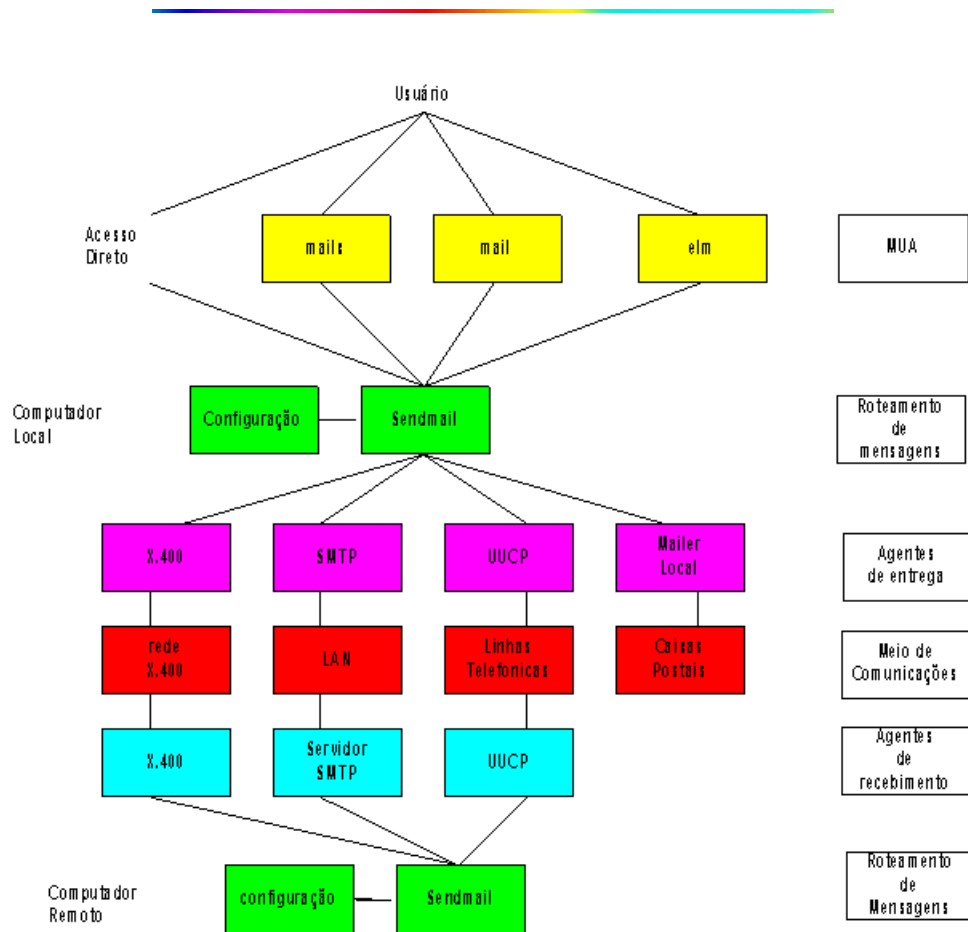 Usuário
Acesso
Direto
mails
mail
elm
MUA
Computador
Local
Configuração
Sendmail
Roteamento
de
mensagens
X.400
SMTP
UUCP
Mailer
Local
Agentes
de entrega
rede
X.400
LAN
Linhas
Telefonicas
Caisas
Postais
Meio de
Comunicações
X.400
Servidor
SMTP
UUCP
Agentes
de
recebimento
Computador
Remoto
configuração
Sendmail
Roteamento
de
Mensagens